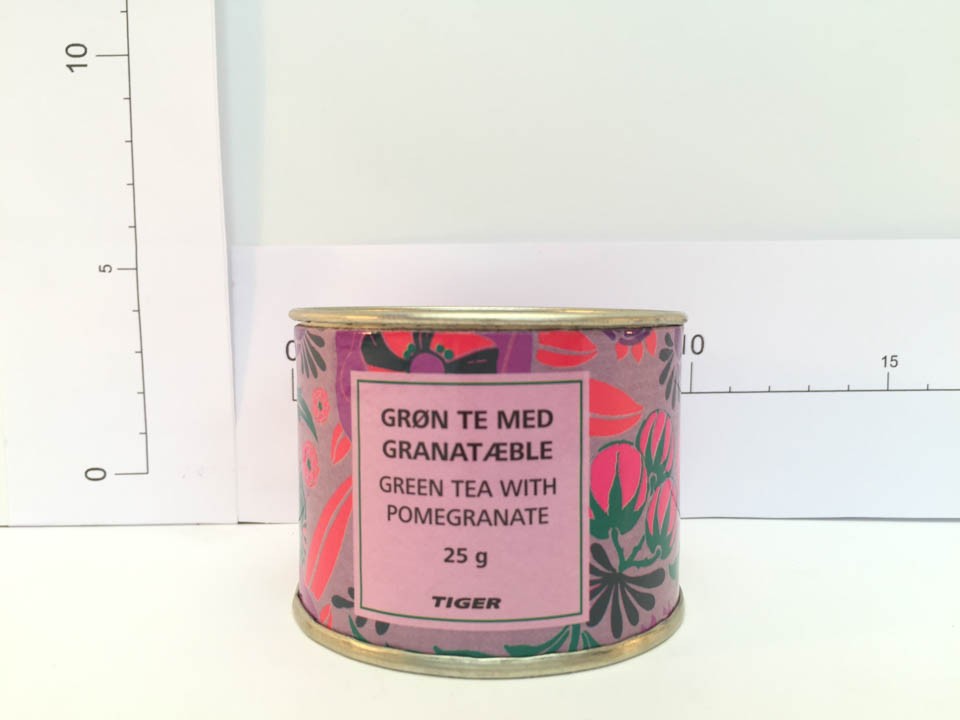 10
5
0
0
10
15
GRØN TE MED
GRANATÆBLE
GREEN TEA WITH
POMEGRANATE
25 g
TIGER